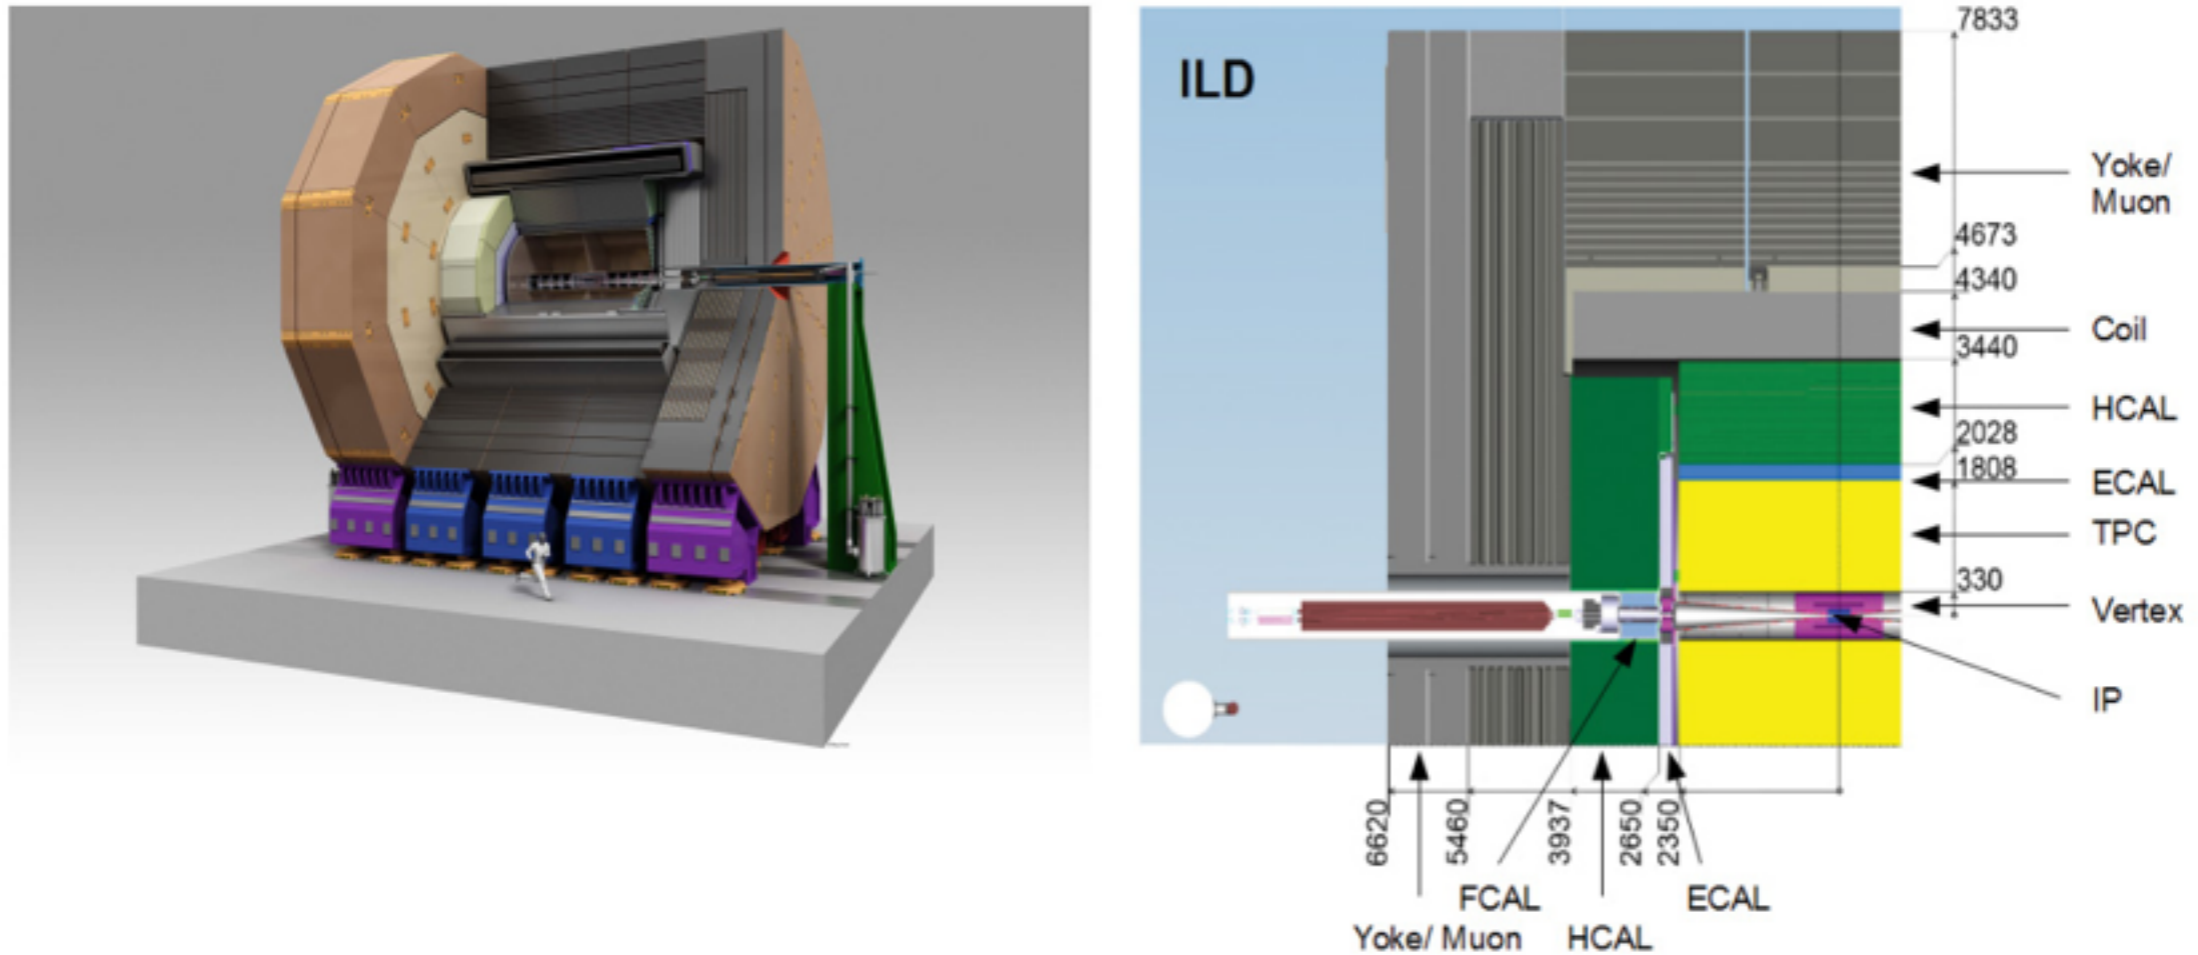 ILD
7833
Yoke/
Muon
4673
4340
Coil
3440
HCAL
2028
1808
ECAL
TPC
330
Vertex
IP
6620
5460
3937
2650
2350
FCAL
ECAL
Yoke/ Muon
HCAL